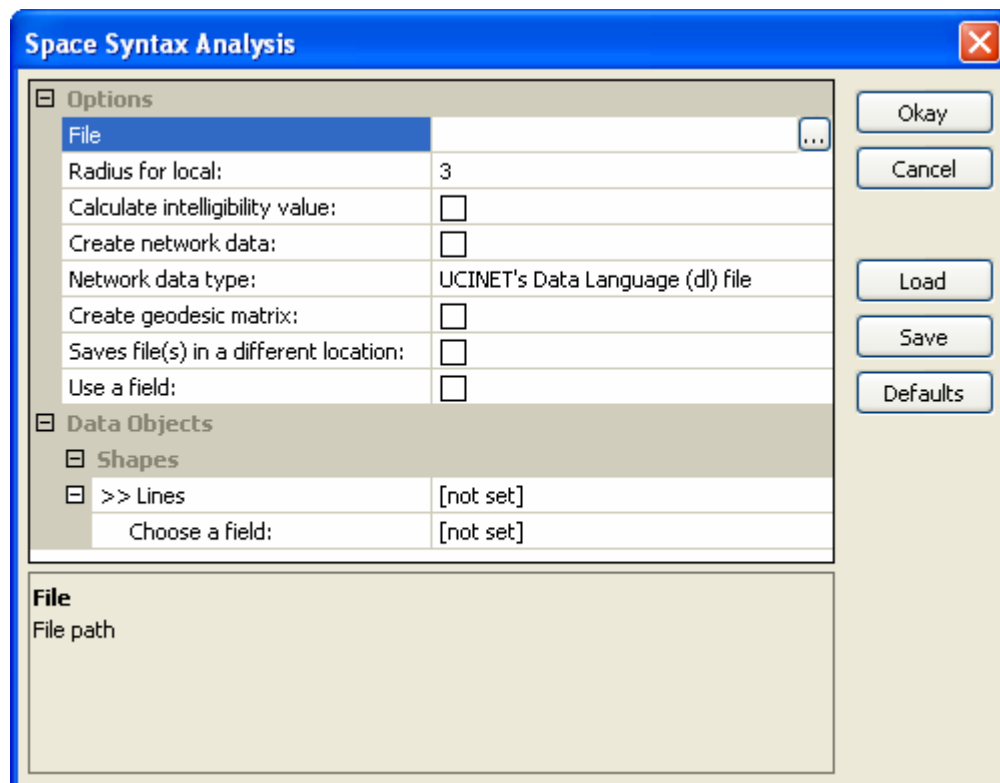 Space Syntax Analysis
Options
File ...
Radius for local: 3
Calculate intelligibility value:
Create network data:
Network data type: UCINET's Data Language (dl) file
Create geodesic matrix:
Saves file(s) in a different location:
Use a field:
Data Objects
Shapes
>> Lines [not set]
Choose a field: [not set]
File
File path
Okay
Cancel
Load
Save
Defaults